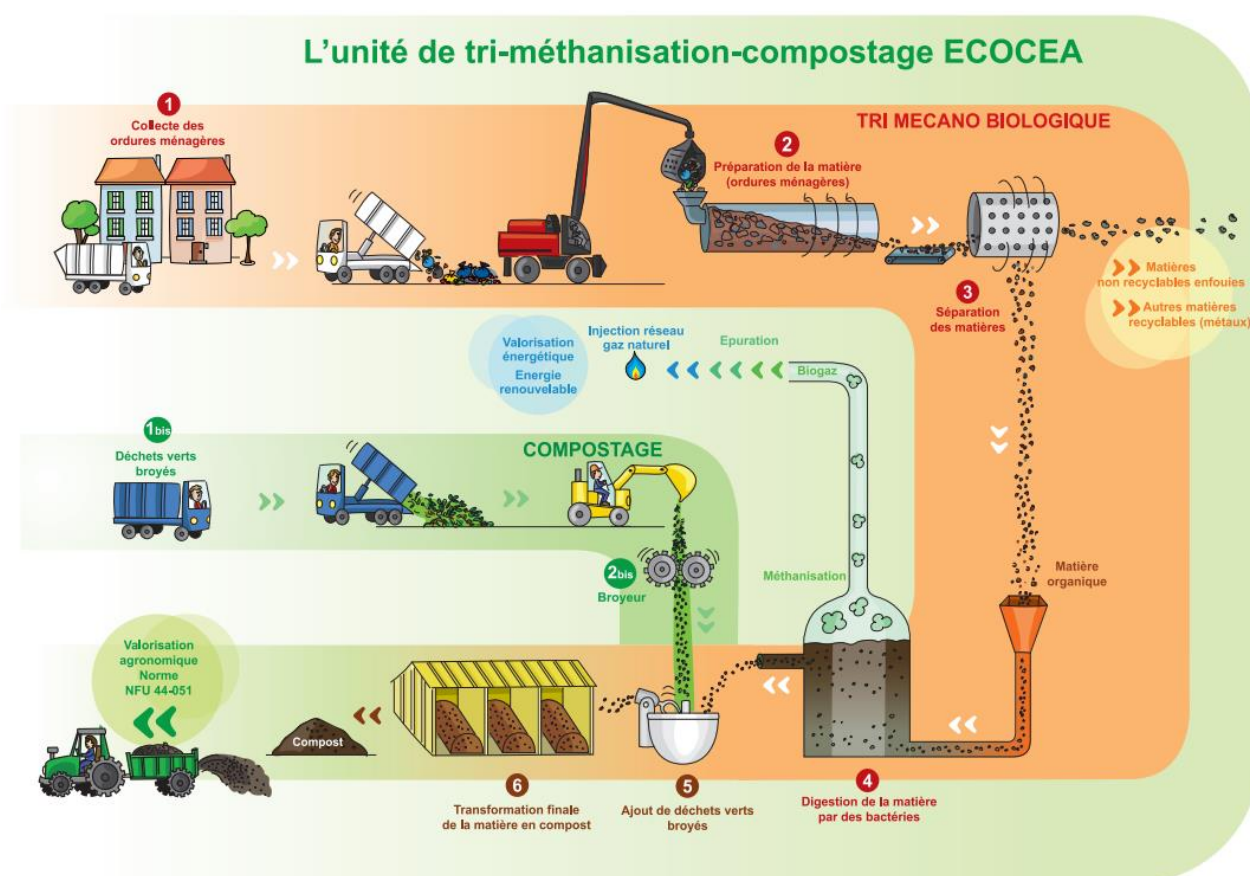 L'unité de tri-méthanisation-compostage ECOCEA
1
Collecte des
ordures ménagères
TRI MECANO BIOLOGIQUE
2
Préparation de la matière
(ordures ménagères)
3
Séparation
des matières
Matières
non recyclables enfouies
Autres matières
recyclables (métaux)
Valorisation
énergétique
Energie
renouvelable
Injection réseau
gaz naturel
Epuration
Biogaz
1bis
Déchets verts
broyés
COMPOSTAGE
2bis
Broyeur
Méthanisation
Matière
organique
Valorisation
agronomique
Norme
NFU 44-051
Compost
6
Transformation finale
de la matière en compost
5
Ajout de déchets verts
broyés
4
Digestion de la matière
par des bactéries